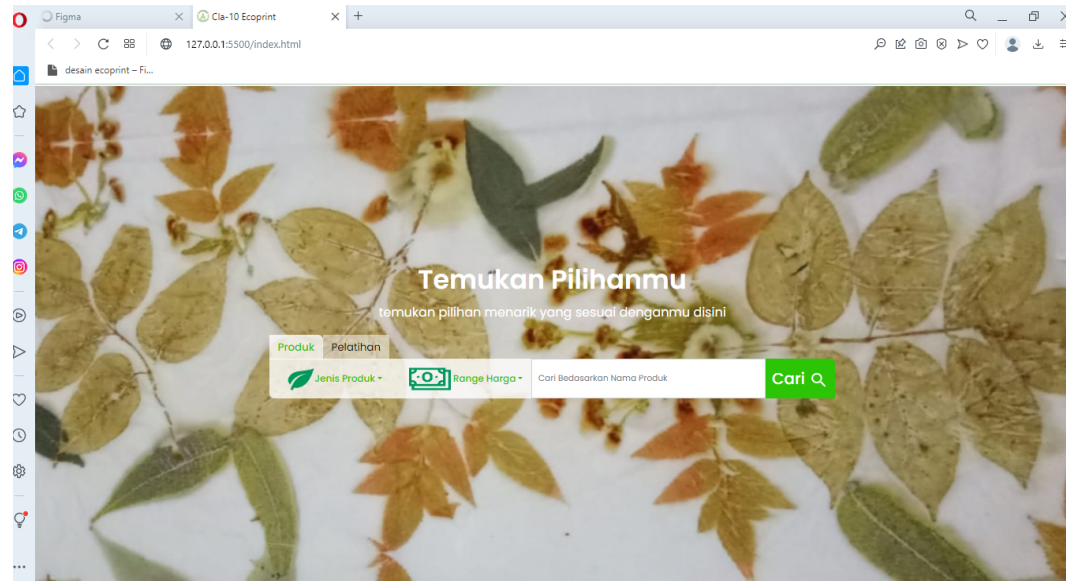 Figma
Cla-10 Ecoprint
127.0.0.1:5500/index.html
desain ecoprint – Fi...
Temukan Pilihanmu
temukan pilihan menarik yang sesuai denganmu disini
Produk Pelatihan
Jenis Produk Range Harga Cari Bedasarkan Nama Produk Cari